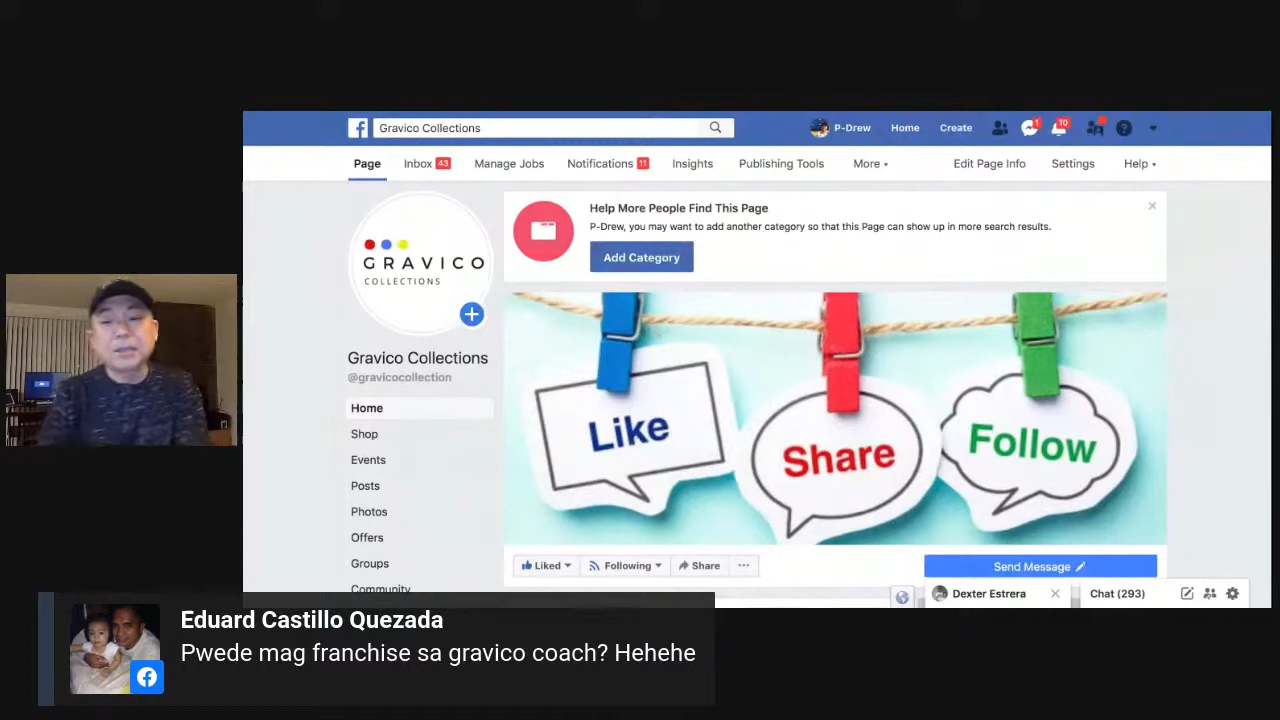 Gravico Collections
P-Drew
Home
Create
1
10
Page
Inbox 43
Manage Jobs
Notifications 11
Insights
Publishing Tools
More
Edit Page Info
Settings
Help
Help More People Find This Page
P-Drew, you may want to add another category so that this Page can show up in more search results.
Add Category
GRAVICO
COLLECTIONS
Gravico Collections
@gravicocollection
Home
Shop
Events
Posts
Photos
Offers
Groups
Community
Like
Share
Follow
Liked
Following
Share
Send Message
Dexter Estrera
Chat (293)
Eduard Castillo Quezada
Pwede mag franchise sa gravico coach? Hehehe